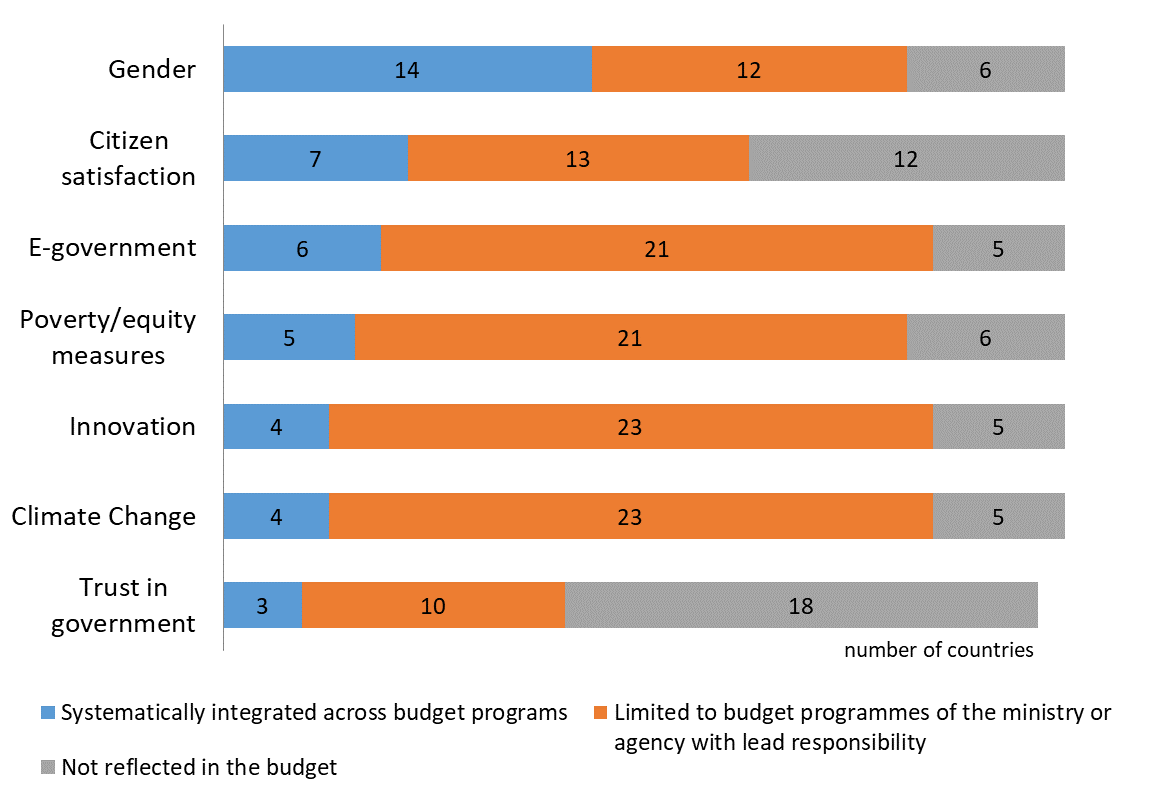 Gender
14 12 6
Citizen
satisfaction
7 13 12
E-government
6 21 5
Poverty/equity
measures
5 21 6
Innovation
4 23 5
Climate Change
4 23 5
Trust in
government
3 10 18
number of countries
Systematically integrated across budget programs
Limited to budget programmes of the ministry or
agency with lead responsibility
Not reflected in the budget